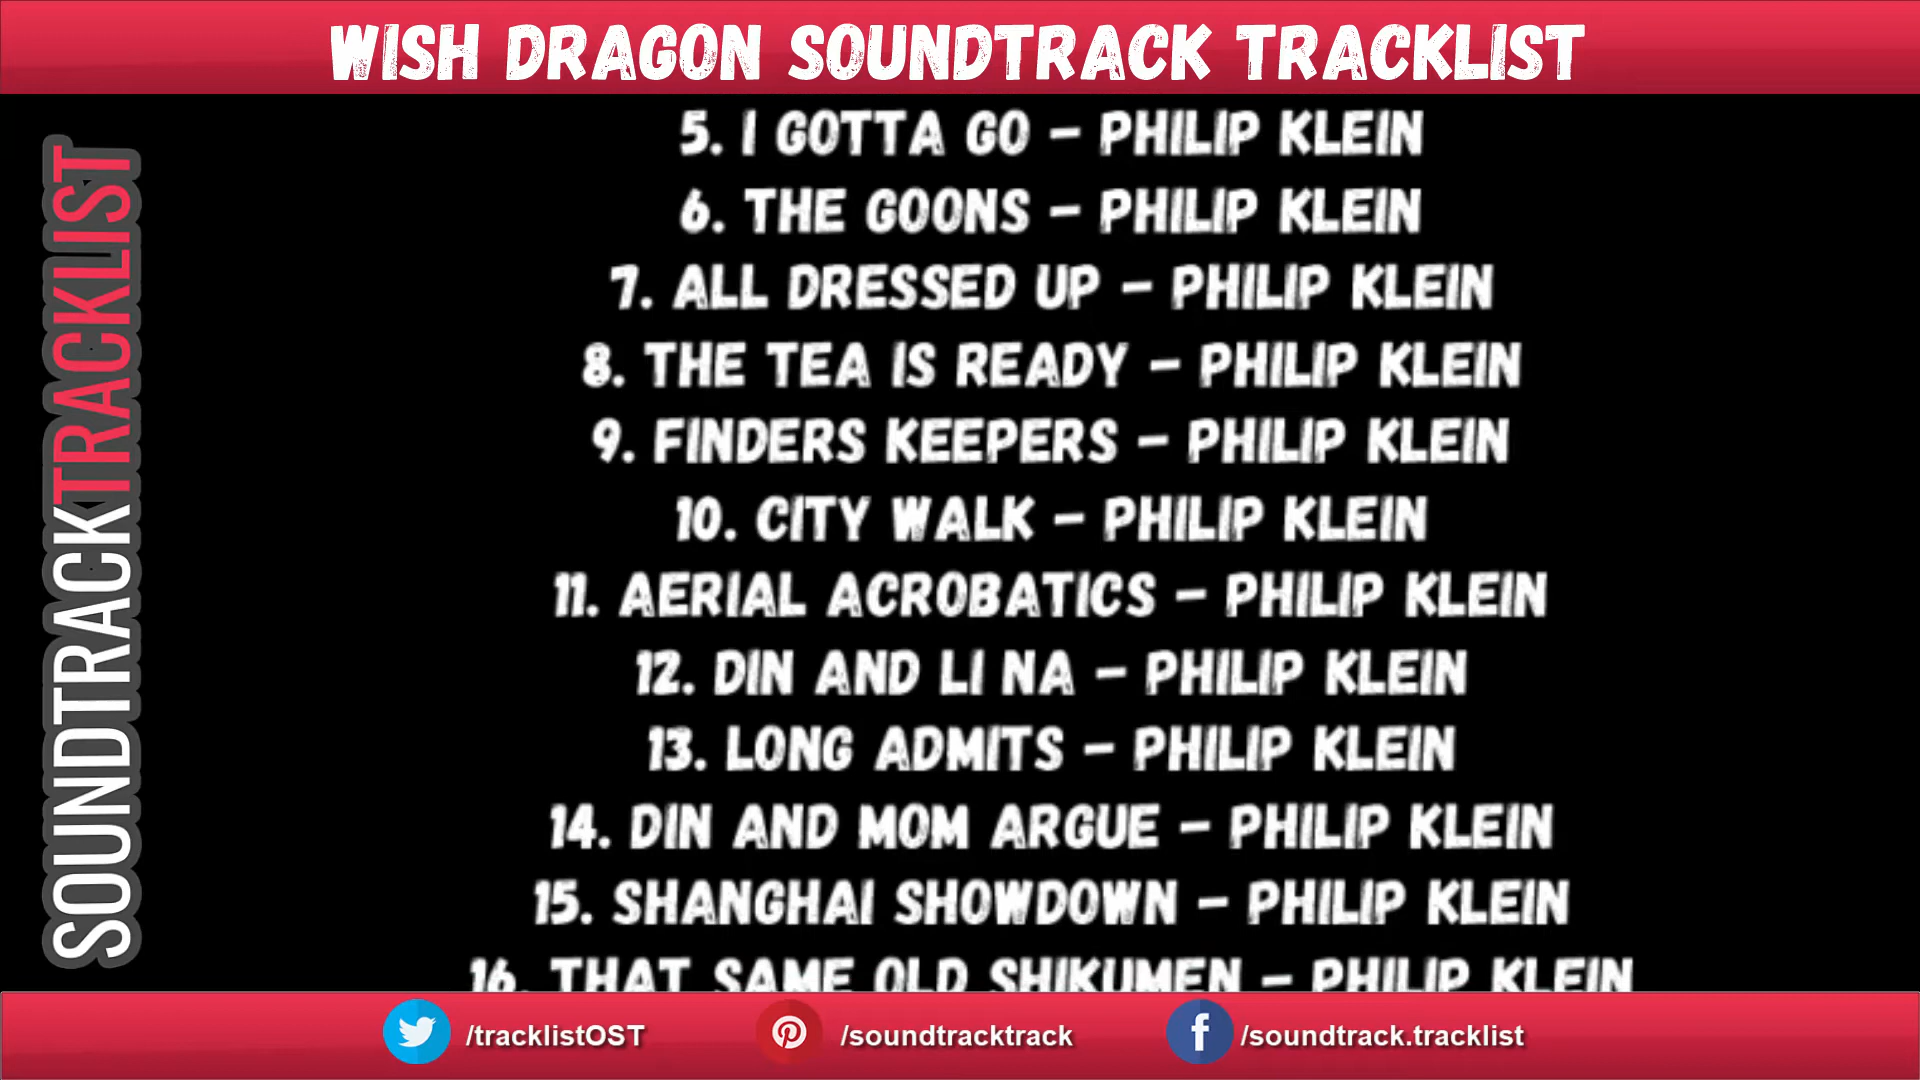 WISH DRAGON SOUNDTRACK TRACKLIST
SOUNDTRACKTRACKLIST
5. I GOTTA GO – PHILIP KLEIN
6. THE GOONS – PHILIP KLEIN
7. ALL DRESSED UP – PHILIP KLEIN
8. THE TEA IS READY – PHILIP KLEIN
9. FINDERS KEEPERS – PHILIP KLEIN
10. CITY WALK – PHILIP KLEIN
11. AERIAL ACROBATICS – PHILIP KLEIN
12. DIN AND LI NA – PHILIP KLEIN
13. LONG ADMITS – PHILIP KLEIN
14. DIN AND MOM ARGUE – PHILIP KLEIN
15. SHANGHAI SHOWDOWN – PHILIP KLEIN
16. THAT SAME OLD SHIKUMEN – PHILIP KLEIN
/tracklistOST /soundtracktrack /soundtrack.tracklist